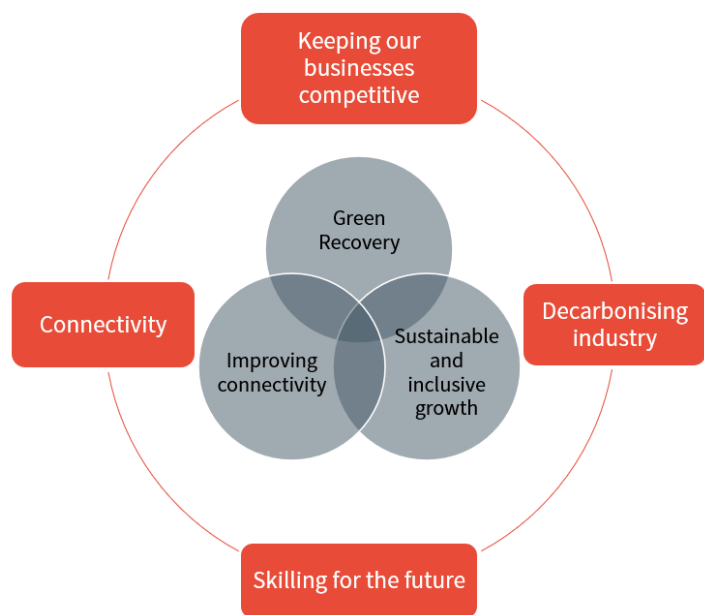 Keeping our
businesses
competitive
Green
Recovery
Connectivity
Decarbonising
industry
Improving
connectivity
Sustainable
and
inclusive
growth
Skilling for the future